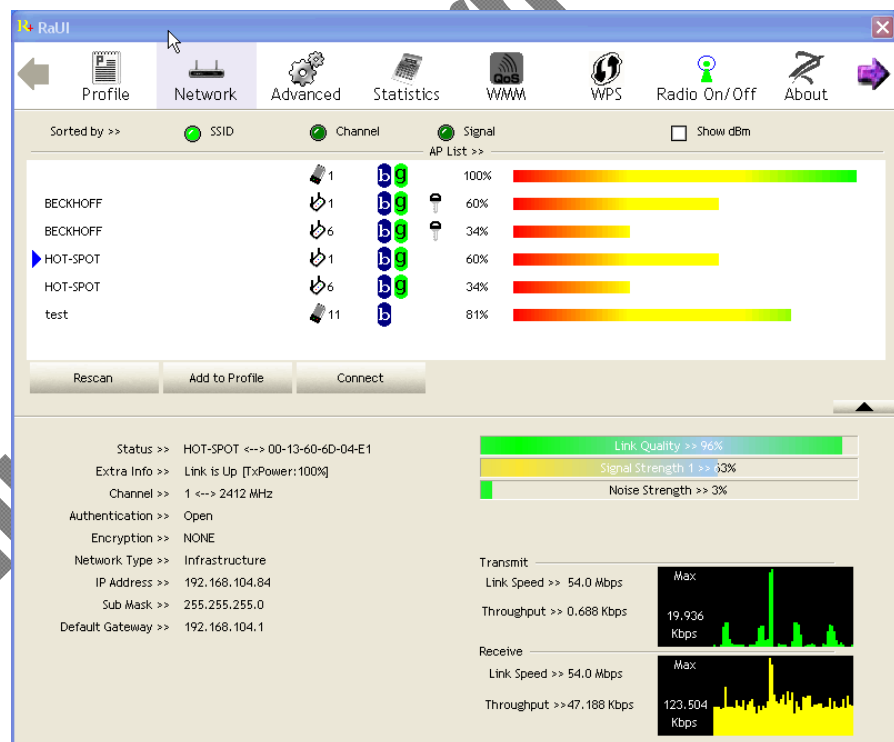 RaUI
Profile Network Advanced Statistics QoS WMM WPS Radio On/Off About
Sorted by >> SSID Channel Signal Show dBm
AP List >>
1 b g 100%
BECKHOFF 1 b g 60%
BECKHOFF 6 b g 34%
HOT-SPOT 1 b g 60%
HOT-SPOT 6 b g 34%
test 11 b 81%
Rescan Add to Profile Connect
Status >> HOT-SPOT <--> 00-13-60-6D-04-E1
Extra Info >> Link is Up [TxPower:100%]
Channel >> 1 <--> 2412 MHz
Authentication >> Open
Encryption >> NONE
Network Type >> Infrastructure
IP Address >> 192.168.104.84
Sub Mask >> 255.255.255.0
Default Gateway >> 192.168.104.1
Link Quality >> 96%
Signal Strength 1 >> 63%
Noise Strength >> 3%
Transmit
Link Speed >> 54.0 Mbps
Throughput >> 0.688 Kbps
Max
19.936
Kbps
Receive
Link Speed >> 54.0 Mbps
Throughput >>47.188 Kbps
Max
123.504
Kbps